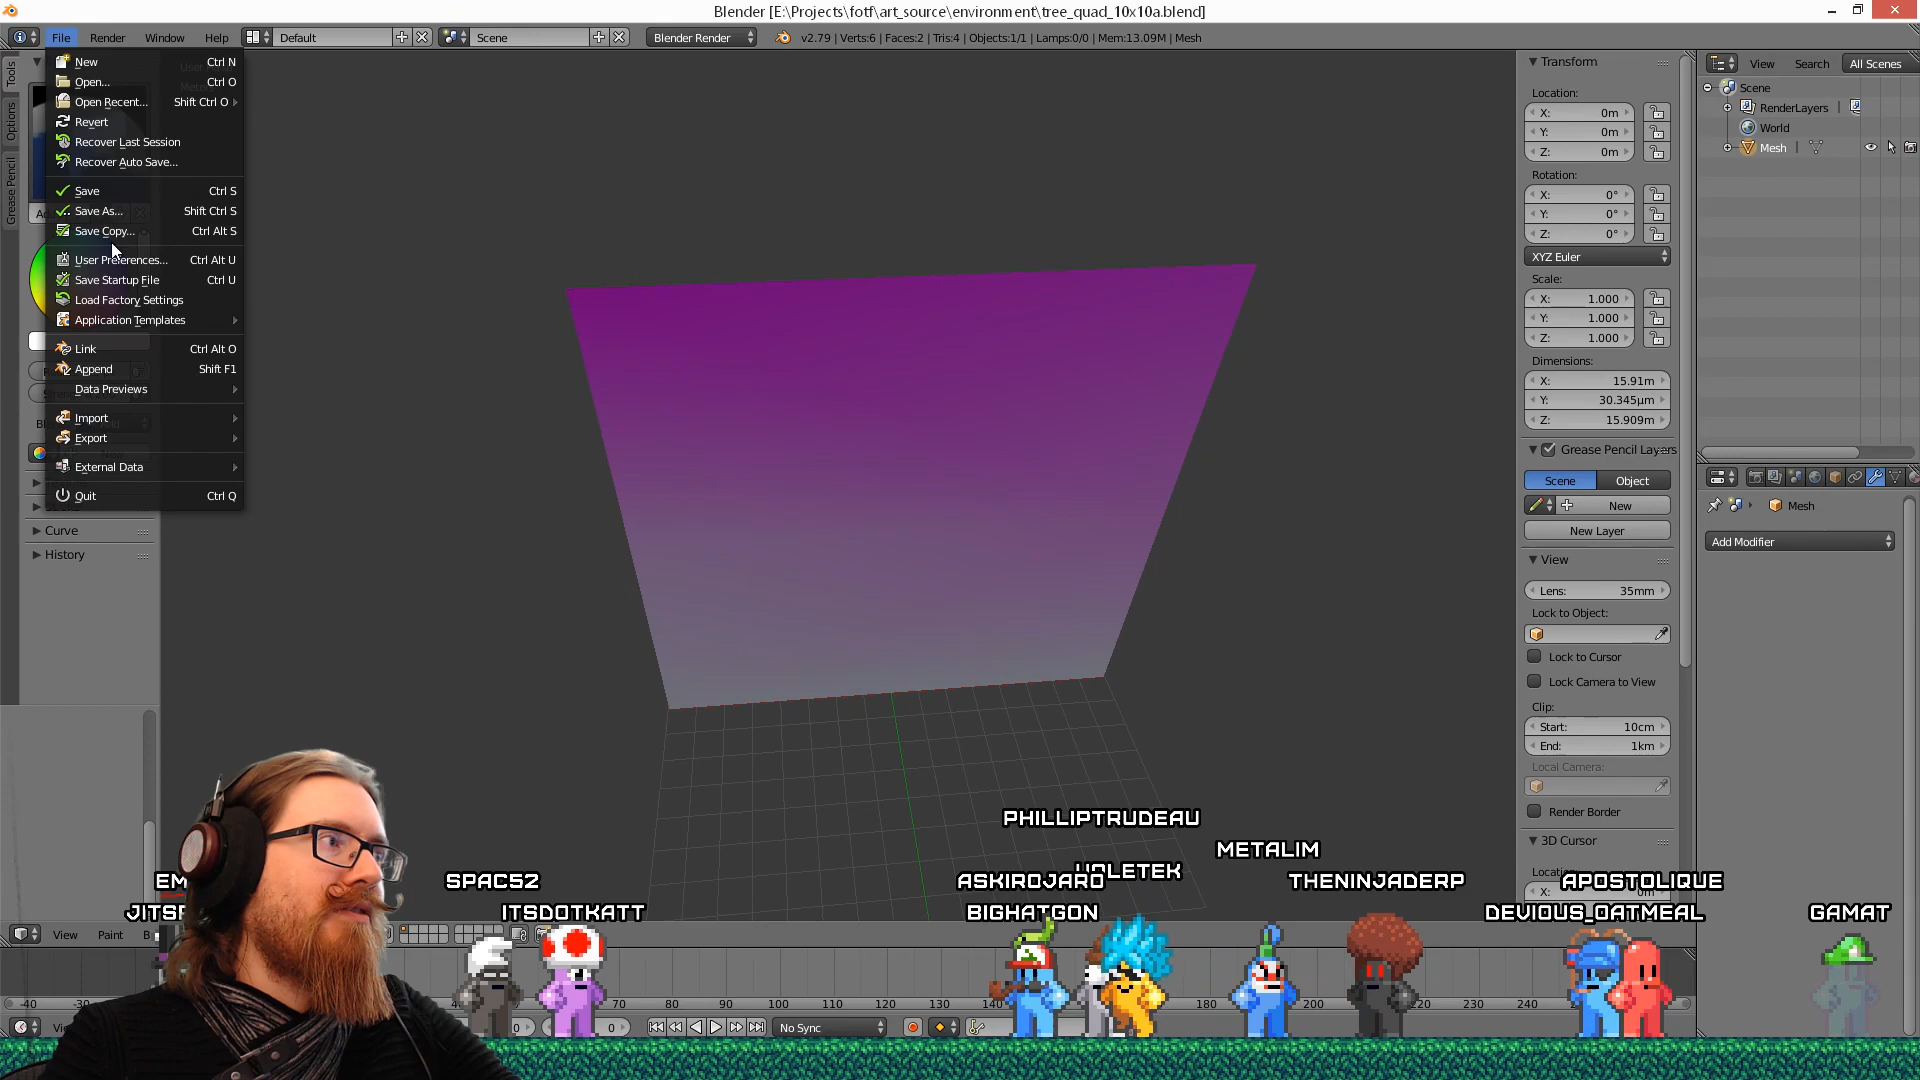 Blender [E:\Projects\fotf\art_source\environment\tree_quad_10x10a.blend]
File Render Window Help Default Scene Blender Render v2.79 | Verts:6 | Faces:2 | Tris:4 | Objects:1/1 | Lamps:0/0 | Mem:13.09M | Mesh
Tools
Options
Grease Pencil
New Ctrl N
Open... Ctrl O
Open Recent... Shift Ctrl O
Revert
Recover Last Session
Recover Auto Save...
Save Ctrl S
Save As... Shift Ctrl S
Save Copy... Ctrl Alt S
User Preferences... Ctrl Alt U
Save Startup File Ctrl U
Load Factory Settings
Application Templates
Link Ctrl Alt O
Append Shift F1
Data Previews
Import
Export
External Data
Quit Ctrl Q
Curve
History
Transform
Location:
X: 0m
Y: 0m
Z: 0m
Rotation:
X: 0°
Y: 0°
Z: 0°
XYZ Euler
Scale:
X: 1.000
Y: 1.000
Z: 1.000
Dimensions:
X: 15.91m
Y: 30.345µm
Z: 15.909m
Grease Pencil Layers
Scene Object
New
New Layer
View
Lens: 35mm
Lock to Object:
Lock to Cursor
Lock Camera to View
Clip:
Start: 10cm
End: 1km
Local Camera:
Render Border
3D Cursor
X:
View Search All Scenes
Scene
RenderLayers
World
Mesh
Mesh
Add Modifier
PHILLIPTRUDEAU
METALIM
SPAC52 ASKIROJARO THENINJADERP APOSTOLIQUE
ITSDOTKATT BIGHATGON DEVIOUS_OATMEAL GAMAT
View Paint
-40 -30 70 80 90 100 110 120 130 180 200 220 230 240
0 No Sync